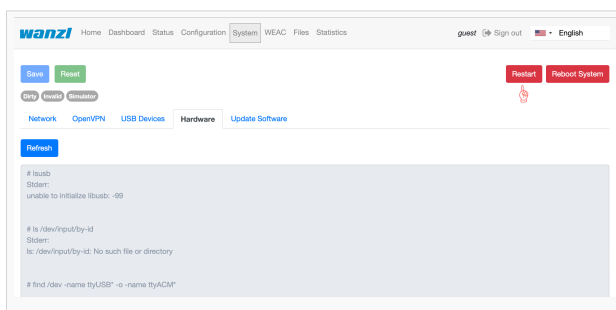 wanzl Home Dashboard Status Configuration System WEAC Files Statistics guest Sign out English
Save Reset Restart Reboot System
Dirty Invalid Simulator
Network OpenVPN USB Devices Hardware Update Software
Refresh
# lsusb
Stderr:
unable to initialize libusb: -99
# ls /dev/input/by-id
Stderr:
ls: /dev/input/by-id: No such file or directory
# find /dev -name ttyUSB* -o -name ttyACM*